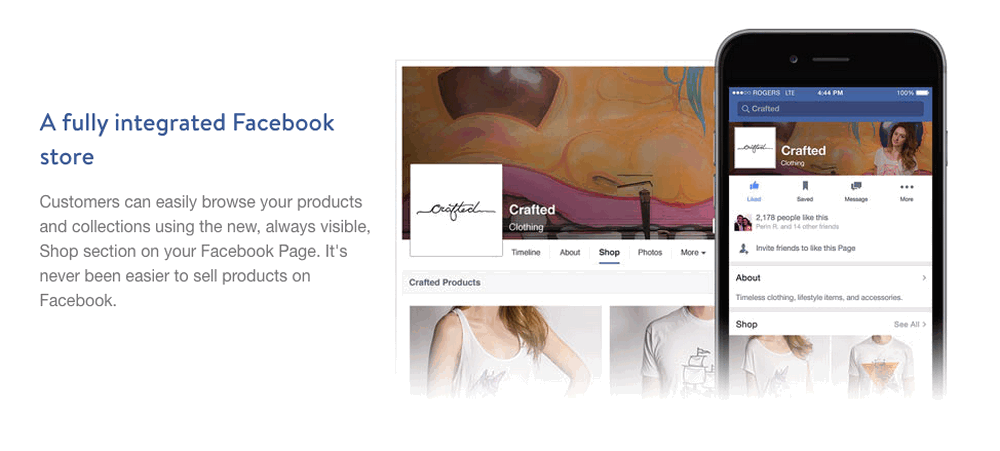 A fully integrated Facebook
store
Customers can easily browse your products
and collections using the new, always visible,
Shop section on your Facebook Page. It's
never been easier to sell products on
Facebook.
Crafted
Crafted
Clothing
Timeline About Shop Photos More
Crafted Products
ROGERS LTE 4:44 PM 100%
Crafted
Crafted
Crafted
Clothing
Liked Saved Message More
2,178 people like this
Perin R. and 14 other friends
Invite friends to like this Page
About
Timeless clothing, lifestyle items, and accessories.
Shop See All